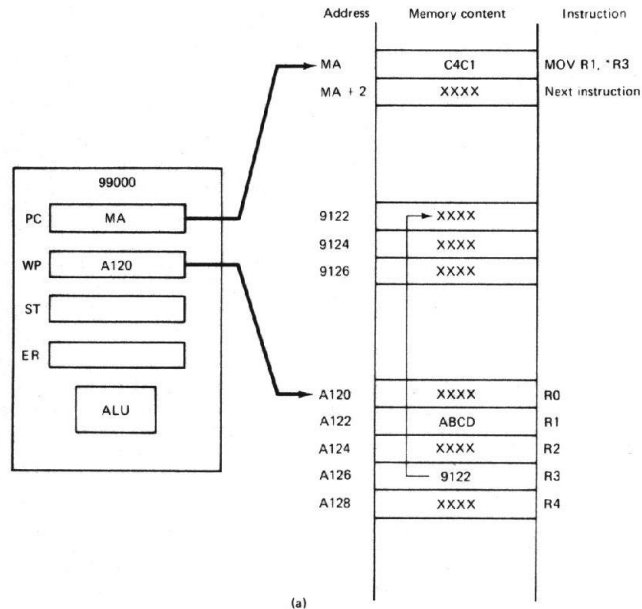 Address Memory content Instruction
MA C4C1 MOV R1, *R3
MA + 2 XXXX Next instruction
99000
PC MA
9122 XXXX
9124 XXXX
WP A120
9126 XXXX
ST
ER
A120 XXXX R0
ALU
A122 ABCD R1
A124 XXXX R2
A126 9122 R3
A128 XXXX R4
(a)